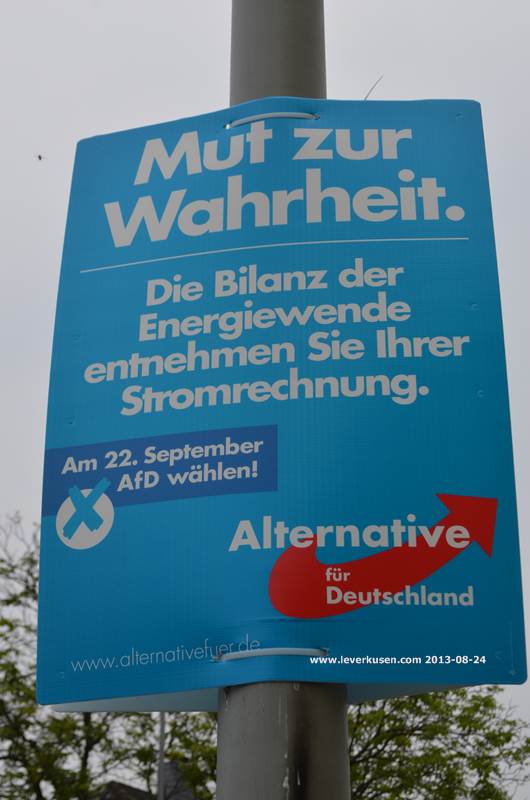 Mut zur
Wahrheit.
Die Bilanz der
Energiewende
entnehmen Sie Ihrer
Stromrechnung.
Am 22. September
AfD wählen!
Alternative
für
Deutschland
www.alternativefuer.de
www.leverkusen.com 2013-08-24